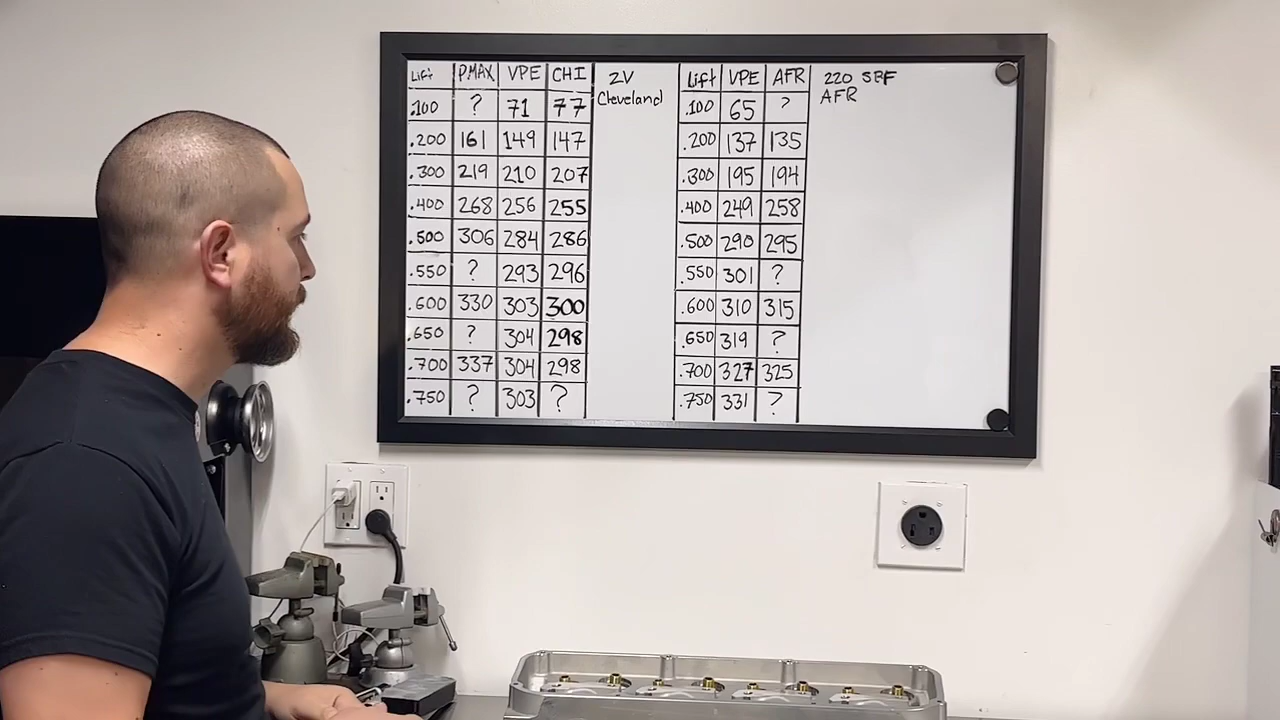 Lift PMAX VPE CHI
.100 ? 71 77
.200 161 149 147
.300 219 210 207
.400 268 256 255
.500 306 284 286
.550 ? 293 296
.600 330 303 300
.650 ? 304 298
.700 337 304 298
.750 ? 303 ?
2V
Cleveland
Lift VPE AFR
.100 65 ?
.200 137 135
.300 195 194
.400 249 258
.500 290 295
.550 301 ?
.600 310 315
.650 319 ?
.700 327 325
.750 331 ?
220 SBF
AFR